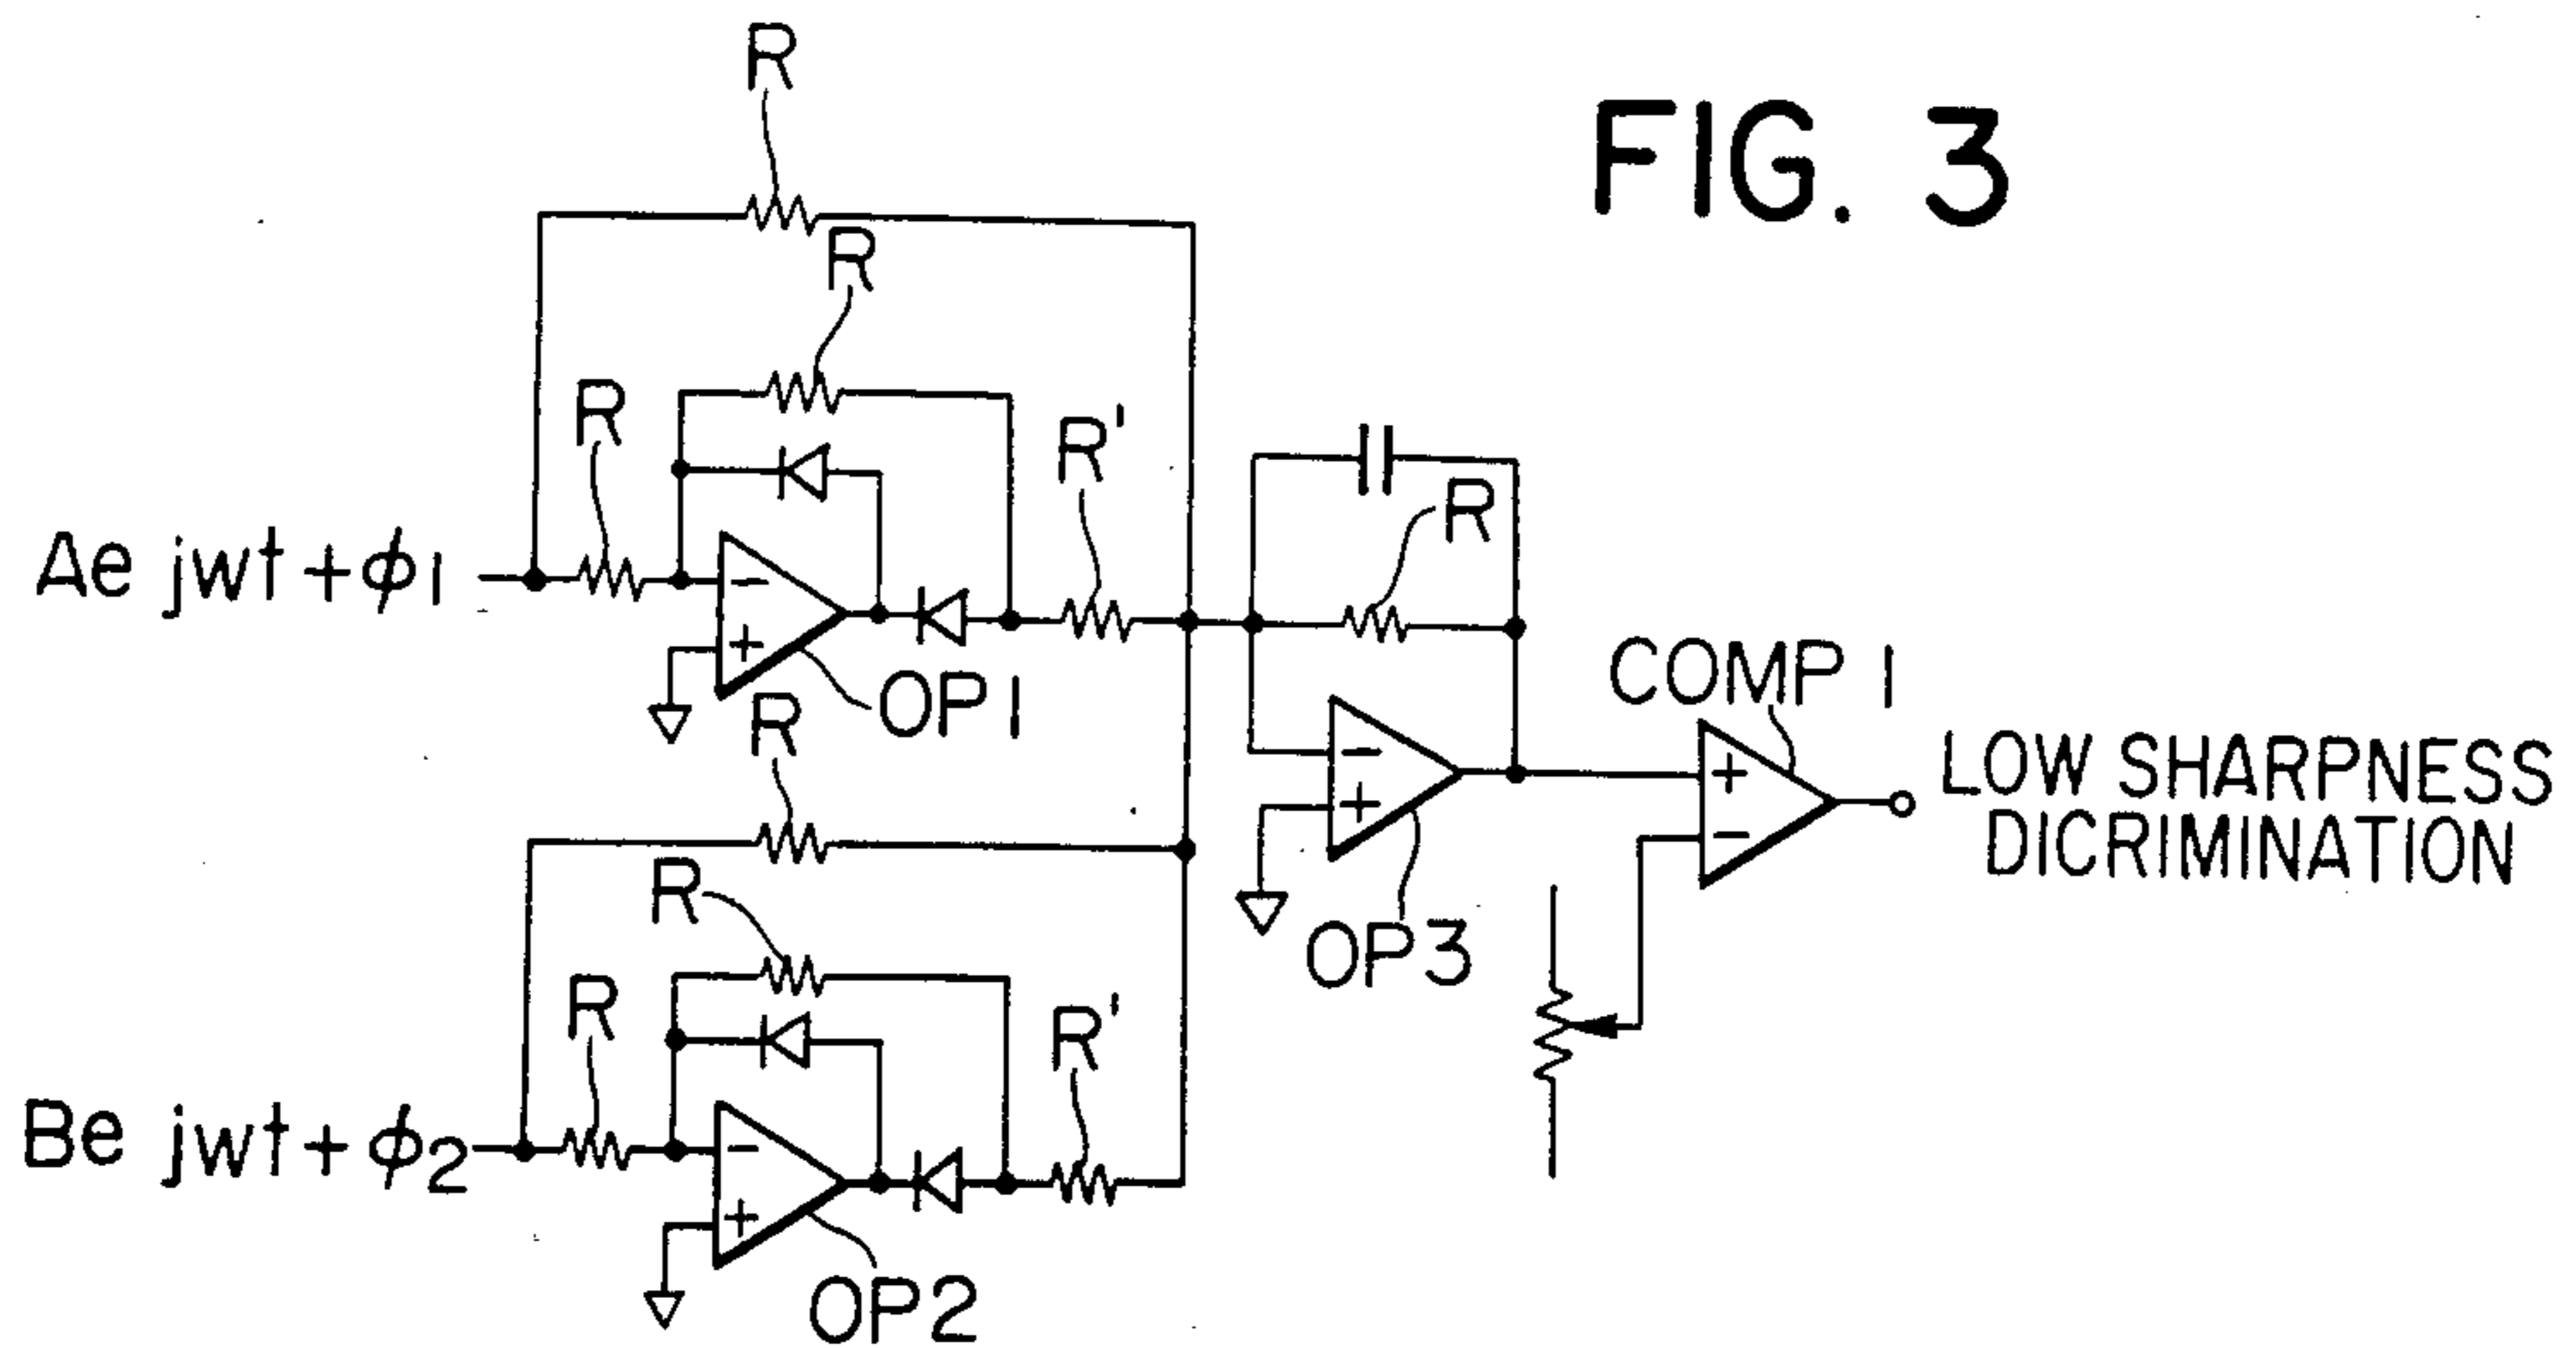 FIG. 3
R
R
R
R'
R
Ae jwt + ϕ1
- +
OP1
- +
OP3
COMP 1
+ -
LOW SHARPNESS
DICRIMINATION
R
R
R
R'
Be jwt + ϕ2
- +
OP2